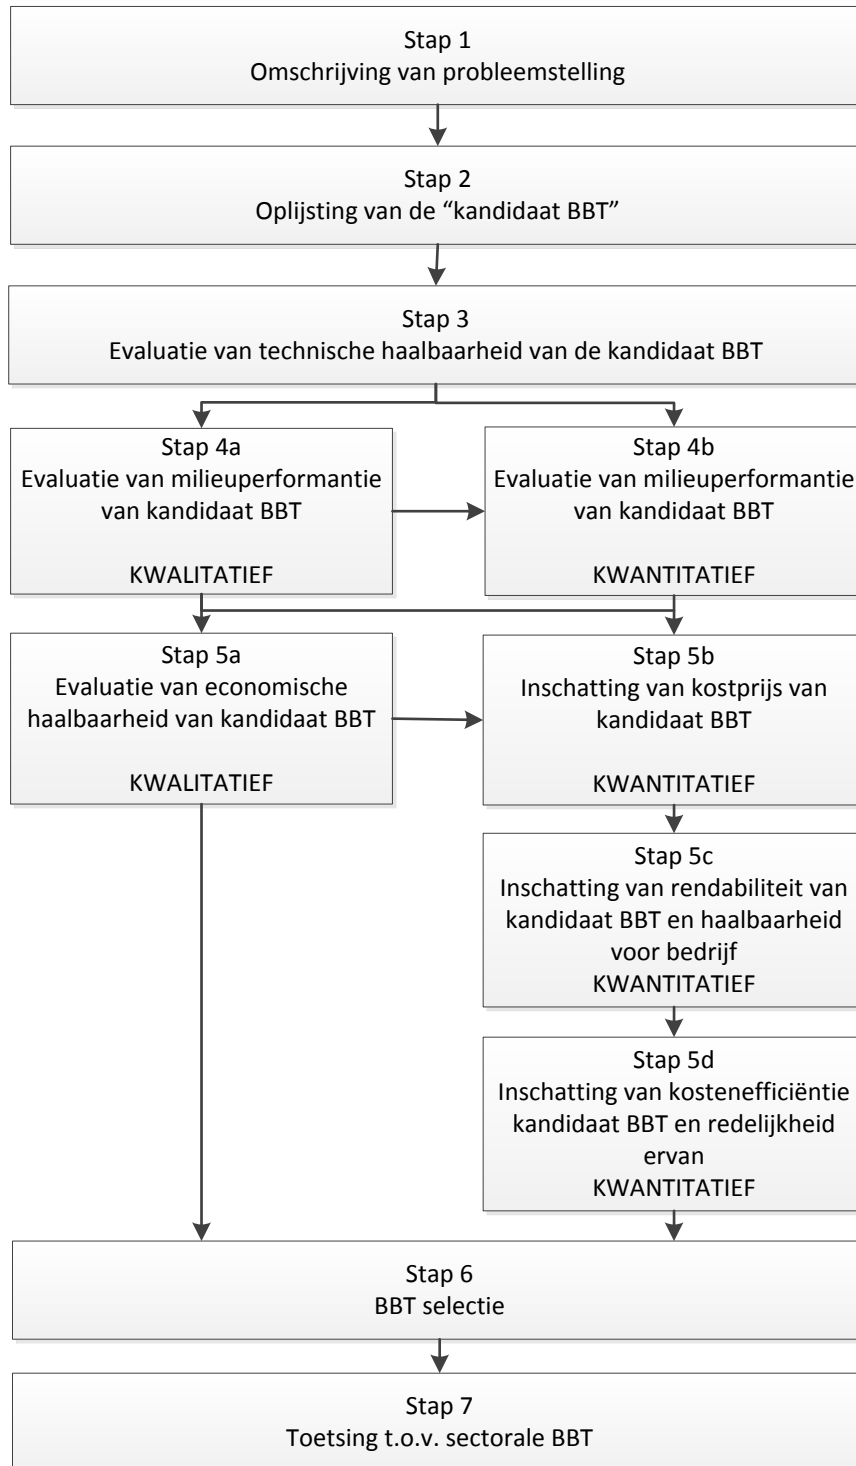 Stap 1
Omschrijving van probleemstelling
Stap 2
Oplijsting van de “kandidaat BBT”
Stap 3
Evaluatie van technische haalbaarheid van de kandidaat BBT
Stap 4a
Evaluatie van milieuperformantie
van kandidaat BBT
KWALITATIEF
Stap 4b
Evaluatie van milieuperformantie
van kandidaat BBT
KWANTITATIEF
Stap 5a
Evaluatie van economische
haalbaarheid van kandidaat BBT
KWALITATIEF
Stap 5b
Inschatting van kostprijs van
kandidaat BBT
KWANTITATIEF
Stap 5c
Inschatting van rendabiliteit van
kandidaat BBT en haalbaarheid
voor bedrijf
KWANTITATIEF
Stap 5d
Inschatting van kostenefficiëntie
kandidaat BBT en redelijkheid
ervan
KWANTITATIEF
Stap 6
BBT selectie
Stap 7
Toetsing t.o.v. sectorale BBT